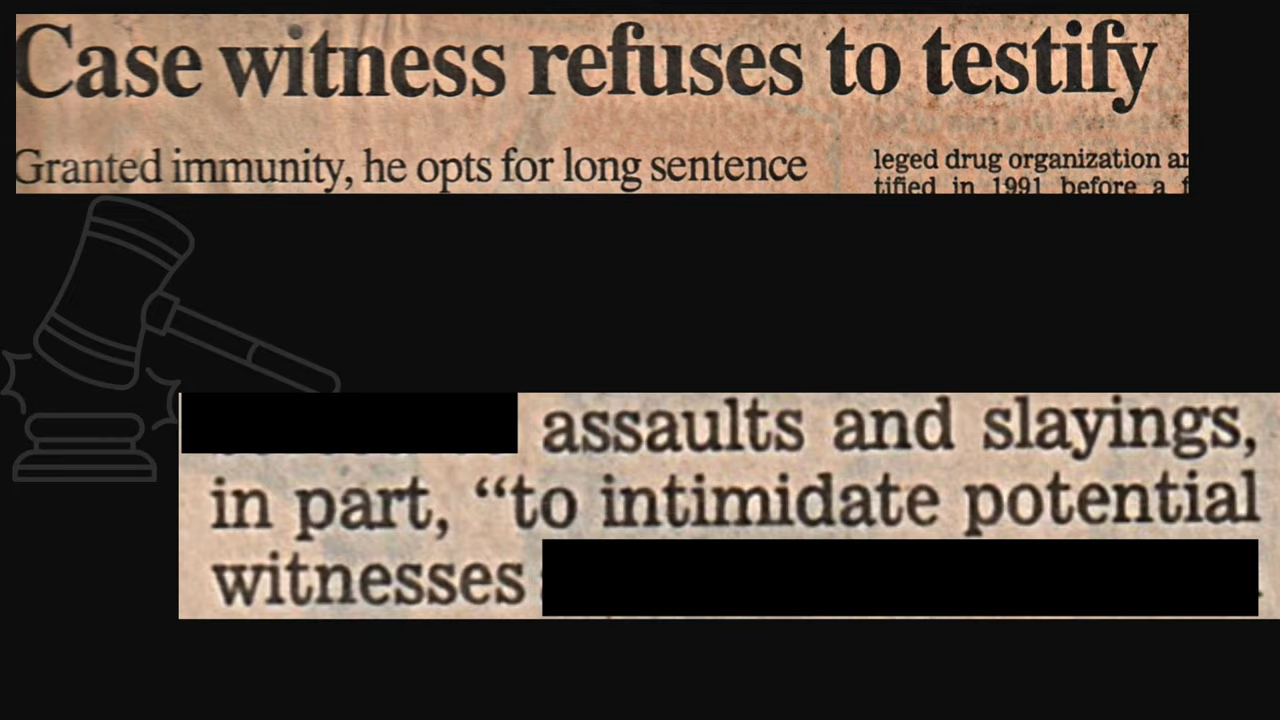 Case witness refuses to testify
Granted immunity, he opts for long sentence
leged drug organization
tified in 1991 before a
assaults and slayings,
in part, “to intimidate potential
witnesses